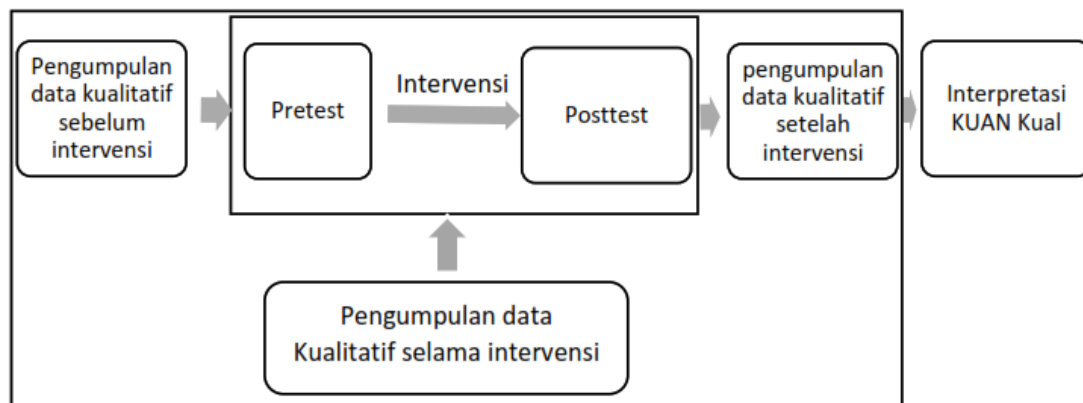 Pengumpulan
data kualitatif
sebelum
intervensi
Pretest
Intervensi
Posttest
pengumpulan
data kualitatif
setelah
intervensi
Interpretasi
KUAN Kual
Pengumpulan data
Kualitatif selama intervensi